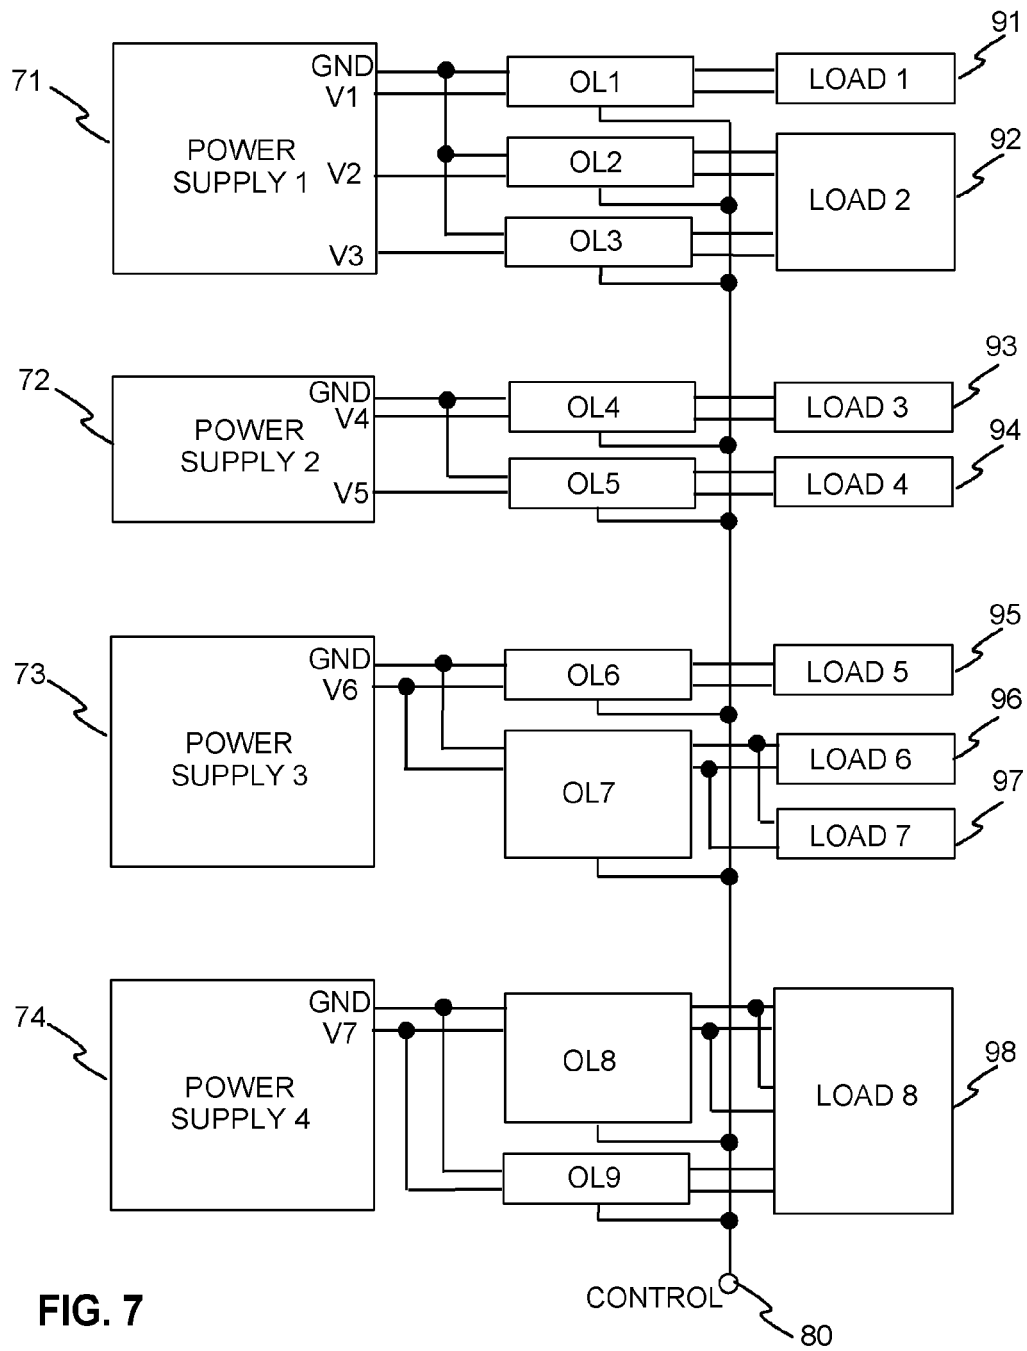 91
71
GND
V1
OL1
LOAD 1
92
POWER
SUPPLY 1
V2
OL2
LOAD 2
V3
OL3
93
72
GND
V4
OL4
LOAD 3
94
POWER
SUPPLY 2
V5
OL5
LOAD 4
95
73
GND
V6
OL6
LOAD 5
96
POWER
SUPPLY 3
OL7
LOAD 6
97
LOAD 7
74
GND
V7
OL8
98
POWER
SUPPLY 4
LOAD 8
OL9
CONTROL
80
FIG. 7